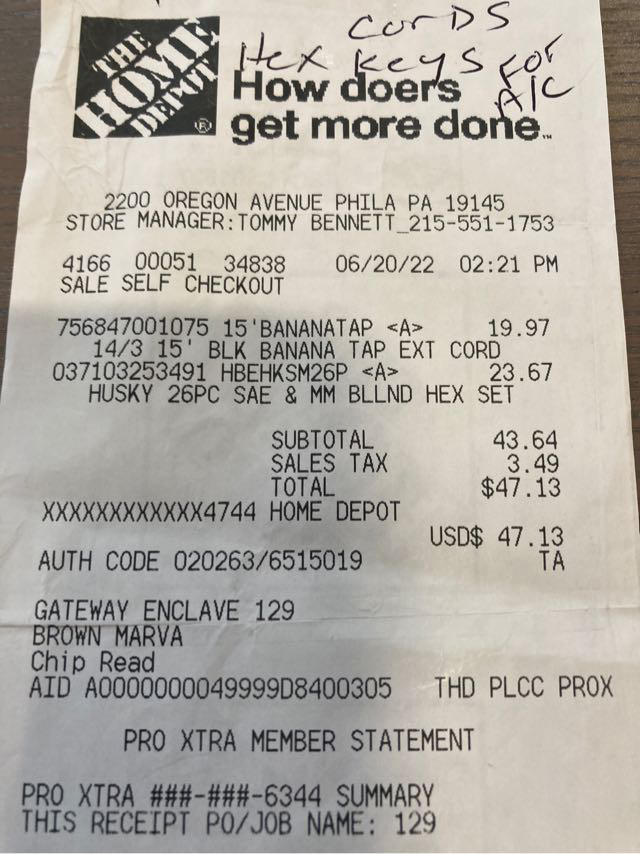 CORDS
Hex Keys FOR
A/C
THE
HOME
DEPOT
®
How doers
get more done.™
2200 OREGON AVENUE PHILA PA 19145
STORE MANAGER:TOMMY BENNETT_215-551-1753
4166 00051 34838 06/20/22 02:21 PM
SALE SELF CHECKOUT
756847001075 15'BANANATAP <A> 19.97
14/3 15' BLK BANANA TAP EXT CORD
037103253491 HBEHKSM26P <A> 23.67
HUSKY 26PC SAE & MM BLLND HEX SET
SUBTOTAL 43.64
SALES TAX 3.49
TOTAL $47.13
XXXXXXXXXXXX4744 HOME DEPOT
USD$ 47.13
AUTH CODE 020263/6515019 TA
GATEWAY ENCLAVE 129
BROWN MARVA
Chip Read
AID A0000000049999D8400305 THD PLCC PROX
PRO XTRA MEMBER STATEMENT
PRO XTRA ###-###-6344 SUMMARY
THIS RECEIPT PO/JOB NAME: 129